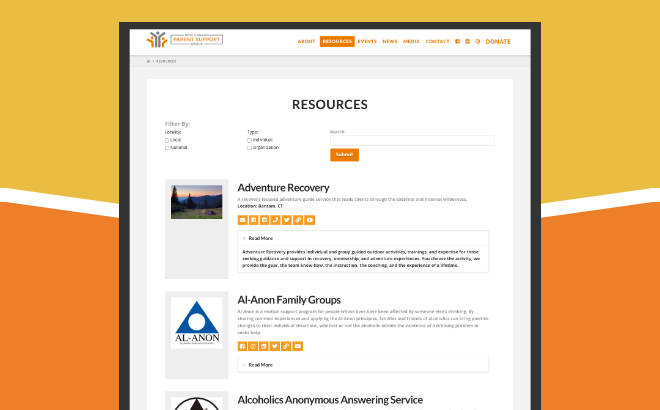 PARENT SUPPORT
GROUP
ABOUT RESOURCES EVENTS NEWS MEDIA CONTACT DONATE
RESOURCES
RESOURCES
Filter By:
Locality: Type: Search:
Local Individual
National Organization
Submit
Adventure Recovery
A recovery-focused adventure guide service that leads clients through the external and internal wilderness.
Location: Bantam, CT
Read More
Adventure Recovery provides individual and group guided outdoor activities, trainings, and expertise for those
seeking guidance and support in recovery, mentorship, and adventure experiences. You choose the activity, we
provide the gear, the team know-how, the instruction, the coaching, and the experience of a lifetime.
Al-Anon Family Groups
Al-Anon is a mutual support program for people whose lives have been affected by someone else's drinking. By
sharing common experiences and applying the Al-Anon principles, families and friends of alcoholics can bring positive
changes to their individual situations, whether or not the alcoholic admits the existence of a drinking problem or
seeks help.
AL-ANON
Read More
Alcoholics Anonymous Answering Service